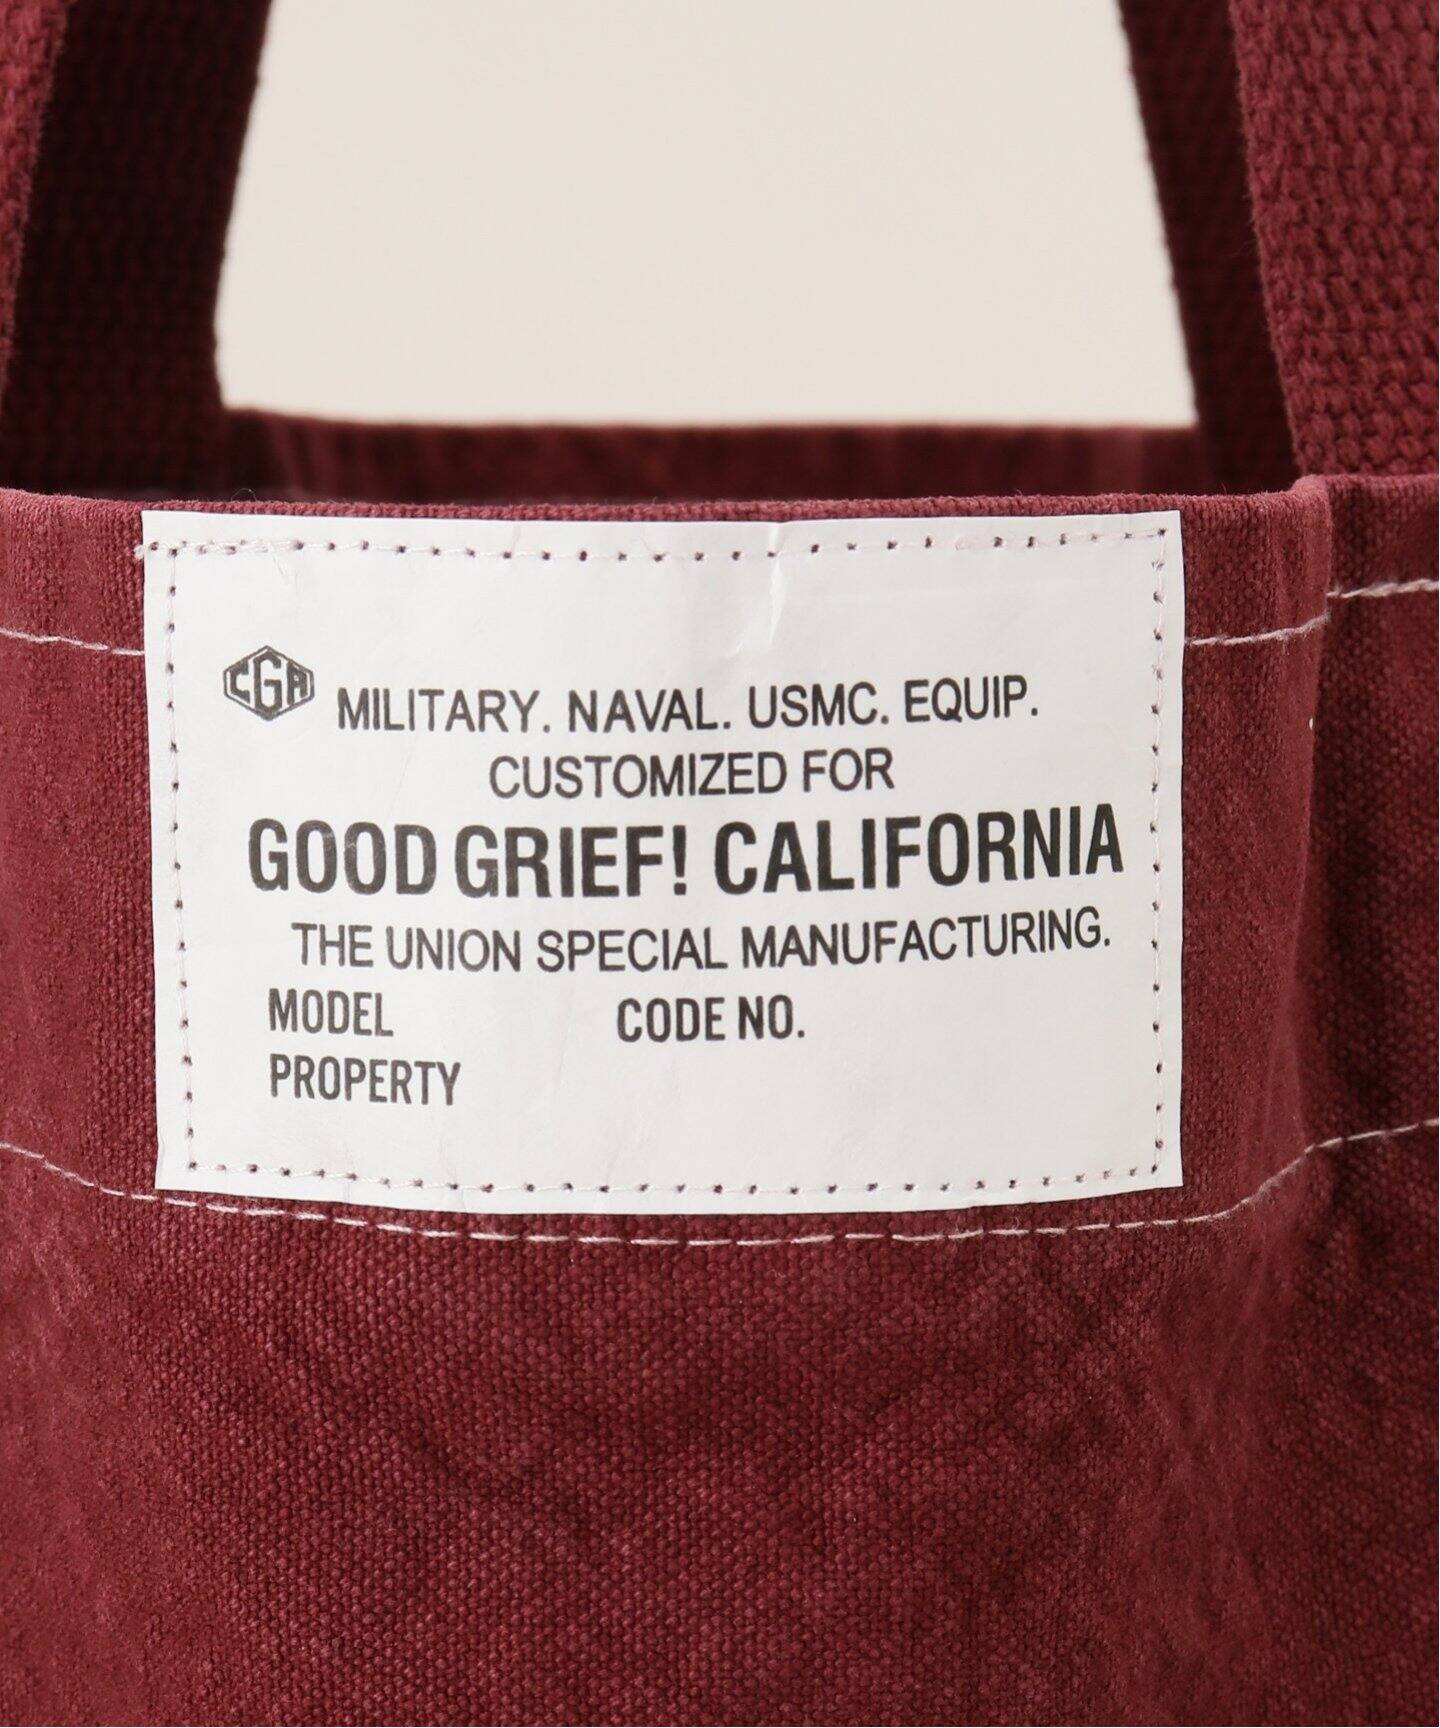 CGA MILITARY. NAVAL. USMC. EQUIP.
CUSTOMIZED FOR
GOOD GRIEF! CALIFORNIA
THE UNION SPECIAL MANUFACTURING.
MODEL CODE NO.
PROPERTY